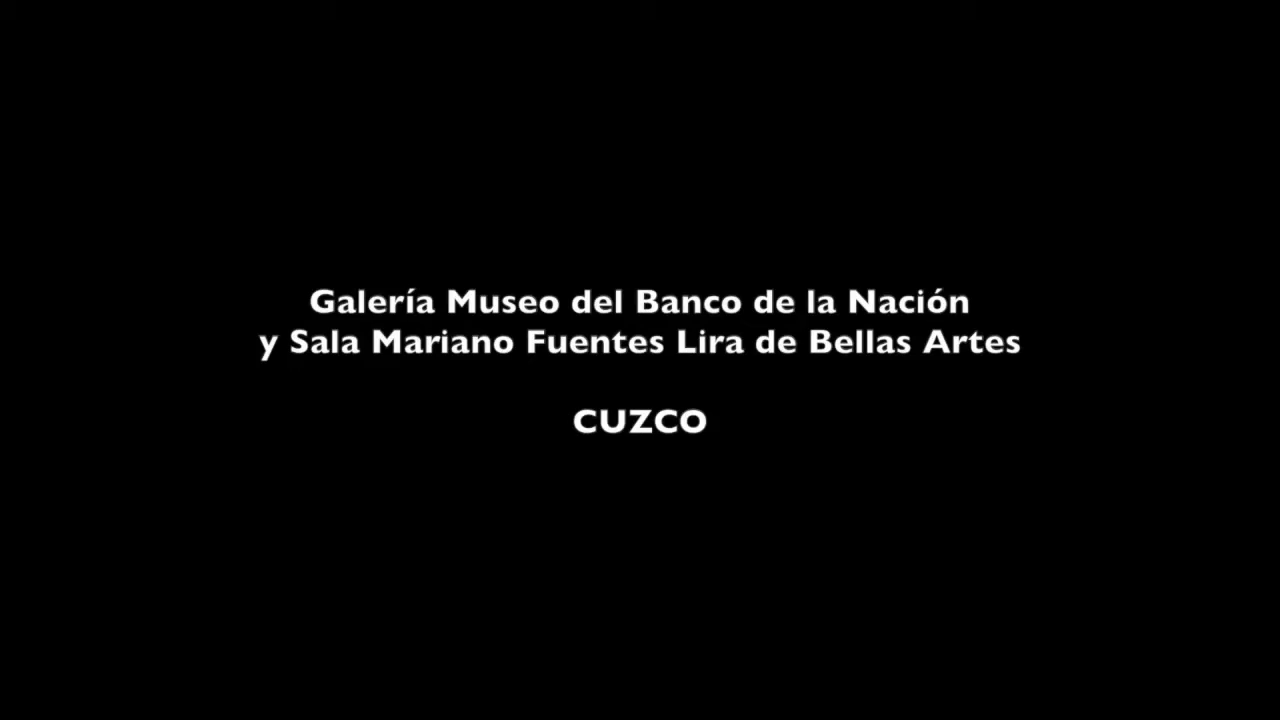 Galería Museo del Banco de la Nación
y Sala Mariano Fuentes Lira de Bellas Artes
CUZCO